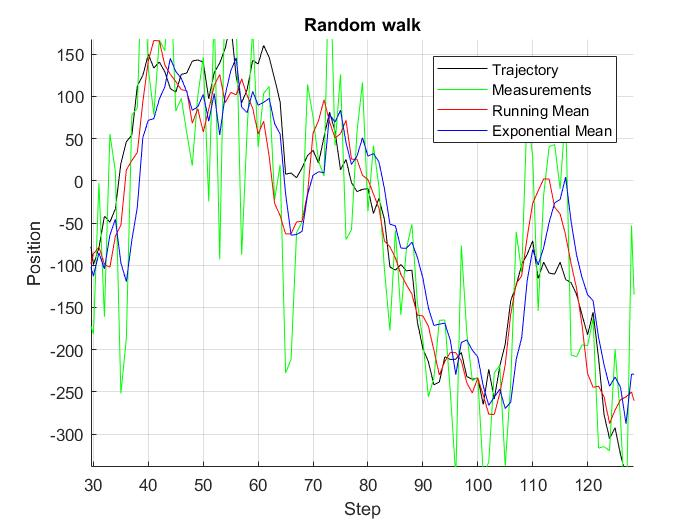 Random walk
Trajectory
Measurements
Running Mean
Exponential Mean
150
100
50
0
-50
-100
-150
-200
-250
-300
Position
30 40 50 60 70 80 90 100 110 120
Step